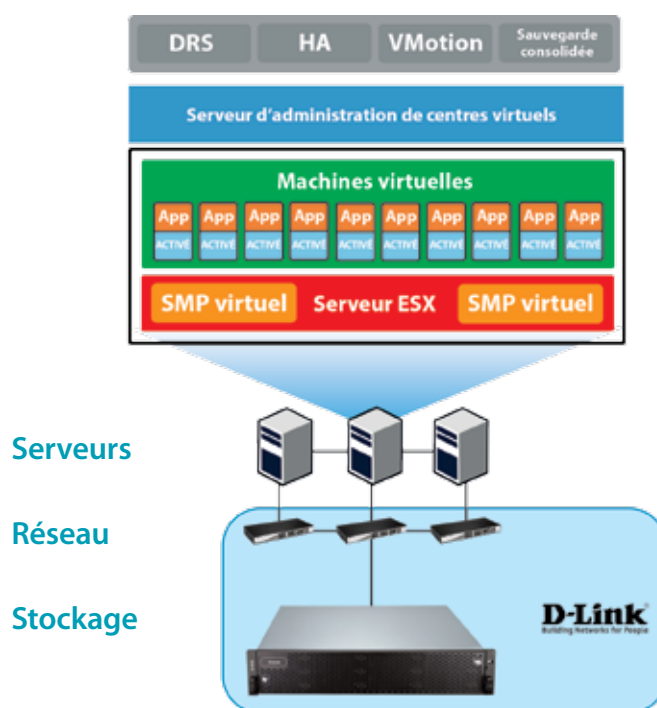 DRS HA VMotion Sauvegarde consolidée
Serveur d'administration de centres virtuels
Machines virtuelles
App App App App App App App App App App
ACTIVÉ ACTIVÉ ACTIVÉ ACTIVÉ ACTIVÉ ACTIVÉ ACTIVÉ ACTIVÉ ACTIVÉ ACTIVÉ
SMP virtuel Serveur ESX SMP virtuel
Serveurs
Réseau
Stockage
D-Link®
Building Networks for People